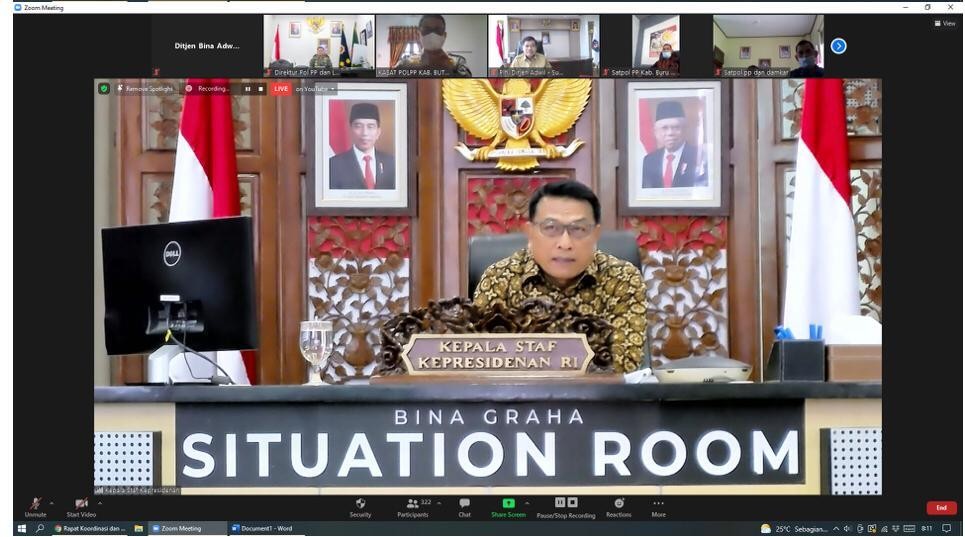 Zoom Meeting
View
Ditjen Bina Adw...
Direktur Pol PP dan L...
KASAT POLPP KAB. BUT...
Plh. Dirjen Adwil - Su...
Satpol PP Kab. Buru ...
Satpol pp dan damkar
Remove Spotlight
Recording...
LIVE
on YouTube
DELL
KEPALA STAF
KEPRESIDENAN RI
BINA GRAHA
SITUATION ROOM
Kepala Staf Kepresidenan
Unmute
Start Video
Security
Participants
322
Chat
Share Screen
Pause/Stop Recording
Reactions
More
End
Rapat Koordinasi dan ...
Zoom Meeting
Document1 - Word
25°C Sebagian...
8:11